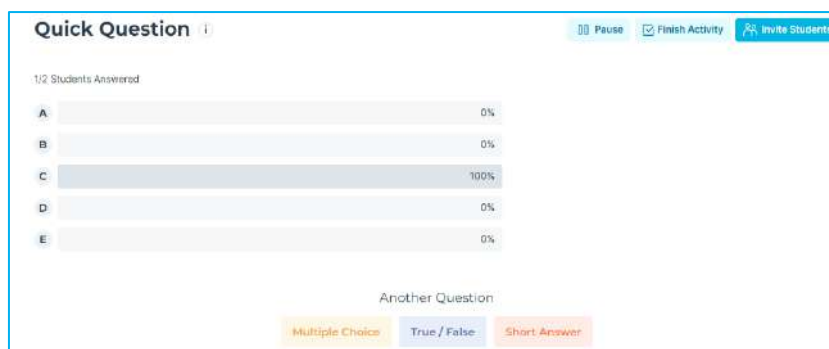 Quick Question i
Pause Finish Activity Invite Students
1/2 Students Answered
A 0%
B 0%
C 100%
D 0%
E 0%
Another Question
Multiple Choice True / False Short Answer